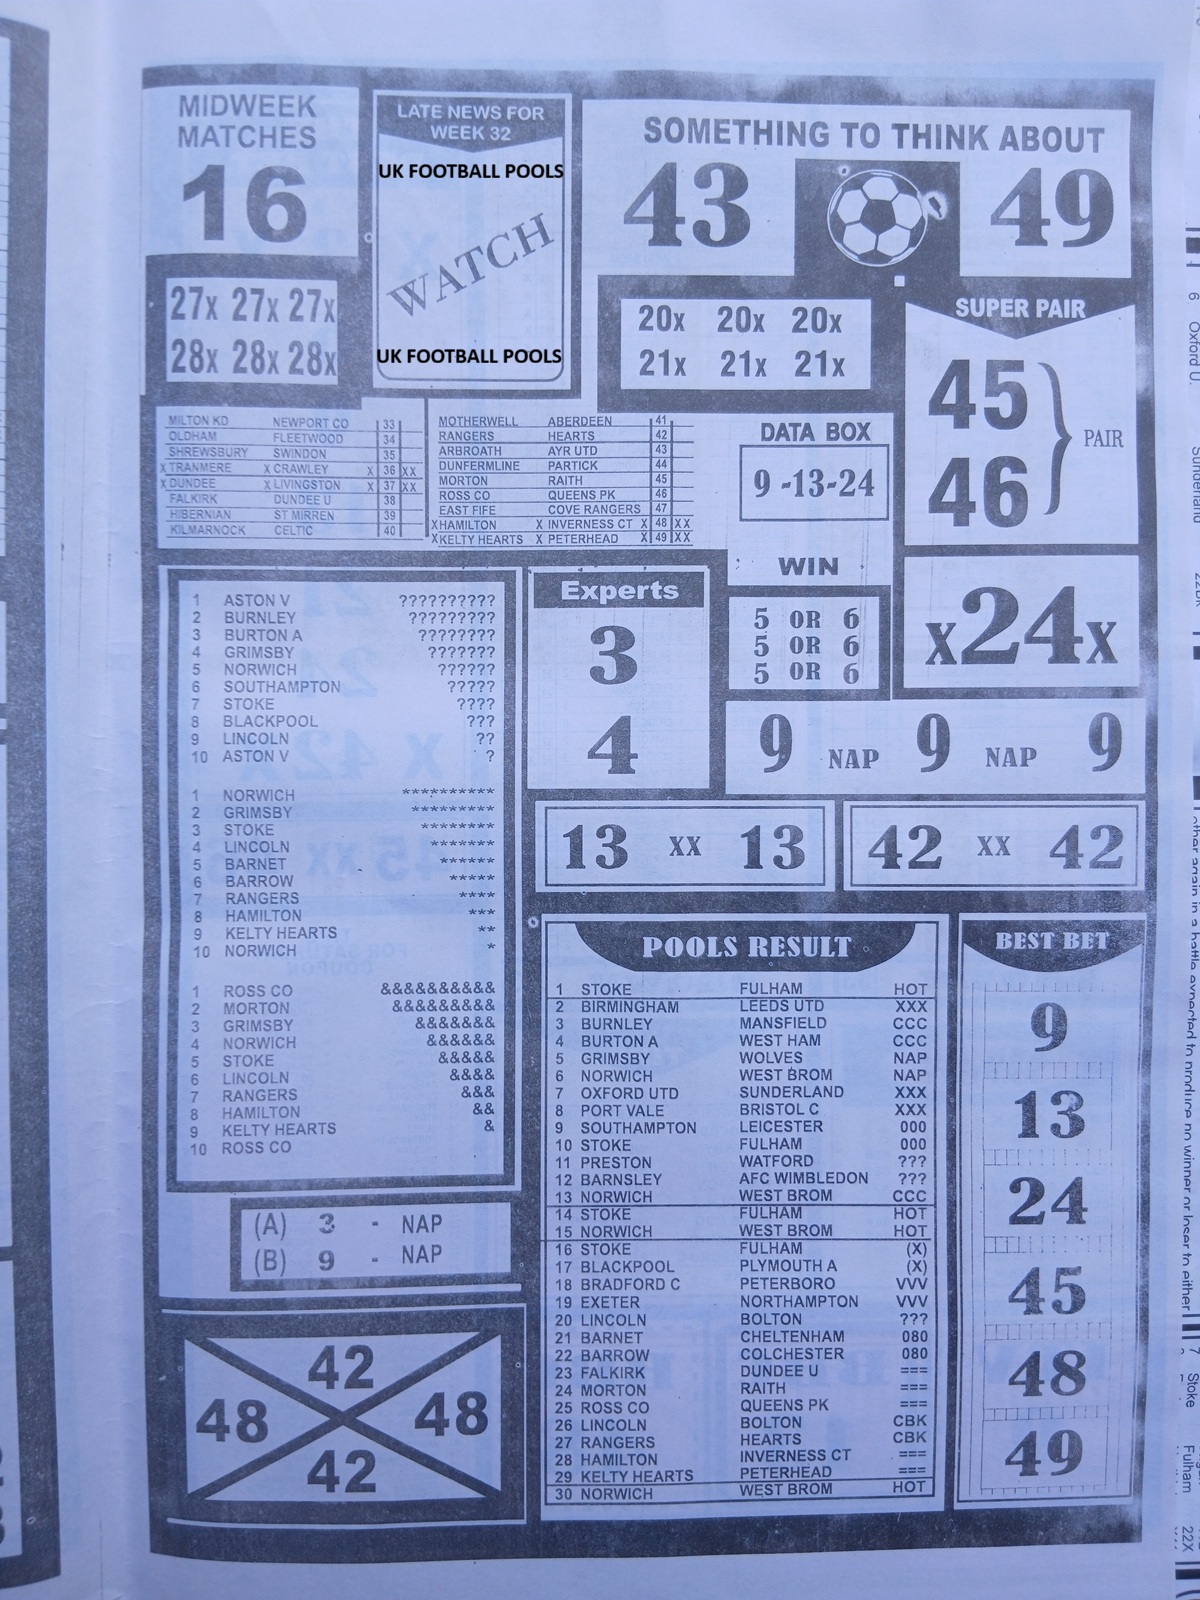 MIDWEEK
MATCHES
16
27x 27x 27x
28x 28x 28x
LATE NEWS FOR
WEEK 32
UK FOOTBALL POOLS
WATCH
UK FOOTBALL POOLS
SOMETHING TO THINK ABOUT
43 49
20x 20x 20x
21x 21x 21x
SUPER PAIR
45
46
PAIR
MILTON KD NEWPORT CO 33
OLDHAM FLEETWOOD 34
SHREWSBURY SWINDON 35
X TRANMERE X CRAWLEY X 36 XX
X DUNDEE X LIVINGSTON X 37 XX
FALKIRK DUNDEE U 38
HIBERNIAN ST MIRREN 39
KILMARNOCK CELTIC 40
MOTHERWELL ABERDEEN 41
RANGERS HEARTS 42
ARBROATH AYR UTD 43
DUNFERMLINE PARTICK 44
MORTON RAITH 45
ROSS CO QUEENS PK 46
EAST FIFE COVE RANGERS 47
X HAMILTON X INVERNESS CT X 48 XX
X KELTY HEARTS X PETERHEAD X 49 XX
DATA BOX
9 -13-24
WIN
5 OR 6
5 OR 6
5 OR 6
X24X
1 ASTON V ??????????
2 BURNLEY ?????????
3 BURTON A ????????
4 GRIMSBY ???????
5 NORWICH ??????
6 SOUTHAMPTON ?????
7 STOKE ????
8 BLACKPOOL ???
9 LINCOLN ??
10 ASTON V ?
1 NORWICH **********
2 GRIMSBY *********
3 STOKE ********
4 LINCOLN *******
5 BARNET ******
6 BARROW *****
7 RANGERS ****
8 HAMILTON ***
9 KELTY HEARTS **
10 NORWICH *
1 ROSS CO &&&&&&&&&&
2 MORTON &&&&&&&&&
3 GRIMSBY &&&&&&&
4 NORWICH &&&&&&
5 STOKE &&&&&
6 LINCOLN &&&&
7 RANGERS &&&
8 HAMILTON &&
9 KELTY HEARTS &
10 ROSS CO
Experts
3
4
9 NAP 9 NAP 9
13 XX 13
42 XX 42
(A) 3 - NAP
(B) 9 - NAP
42
48 48
42
POOLS RESULT
1 STOKE FULHAM HOT
2 BIRMINGHAM LEEDS UTD XXX
3 BURNLEY MANSFIELD CCC
4 BURTON A WEST HAM CCC
5 GRIMSBY WOLVES NAP
6 NORWICH WEST BROM NAP
7 OXFORD UTD SUNDERLAND XXX
8 PORT VALE BRISTOL C XXX
9 SOUTHAMPTON LEICESTER 000
10 STOKE FULHAM 000
11 PRESTON WATFORD ???
12 BARNSLEY AFC WIMBLEDON ???
13 NORWICH WEST BROM CCC
14 STOKE FULHAM HOT
15 NORWICH WEST BROM HOT
16 STOKE FULHAM (X)
17 BLACKPOOL PLYMOUTH A (X)
18 BRADFORD C PETERBORO VVV
19 EXETER NORTHAMPTON VVV
20 LINCOLN BOLTON ???
21 BARNET CHELTENHAM 080
22 BARROW COLCHESTER 080
23 FALKIRK DUNDEE U ===
24 MORTON RAITH ===
25 ROSS CO QUEENS PK ===
26 LINCOLN BOLTON CBK
27 RANGERS HEARTS CBK
28 HAMILTON INVERNESS CT ===
29 KELTY HEARTS PETERHEAD ===
30 NORWICH WEST BROM HOT
BEST BET
9
13
24
45
48
49
6 Oxford U. Sunderland
7 Stoke Fulham 22X